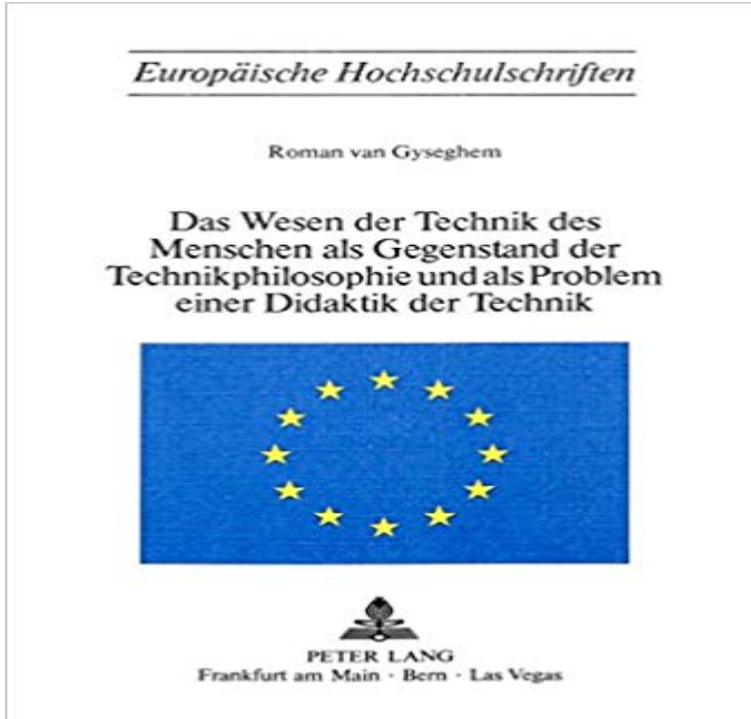 Europäische Hochschulschriften
Roman van Gyseghem
Das Wesen der Technik des
Menschen als Gegenstand der
Technikphilosophie und als Problem
einer Didaktik der Technik
PETER LANG
Frankfurt am Main · Bern · Las Vegas